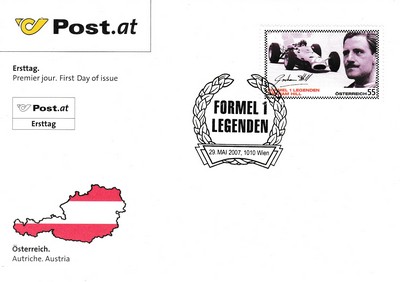 Post.at
Ersttag.
Premier jour. First Day of issue
Post.at
Ersttag
Österreich.
Autriche. Austria
FORMEL 1
LEGENDEN
29. MAI 2007, 1010 Wien
Graham Hill
FORMEL 1 LEGENDEN
GRAHAM HILL
ÖSTERREICH 55